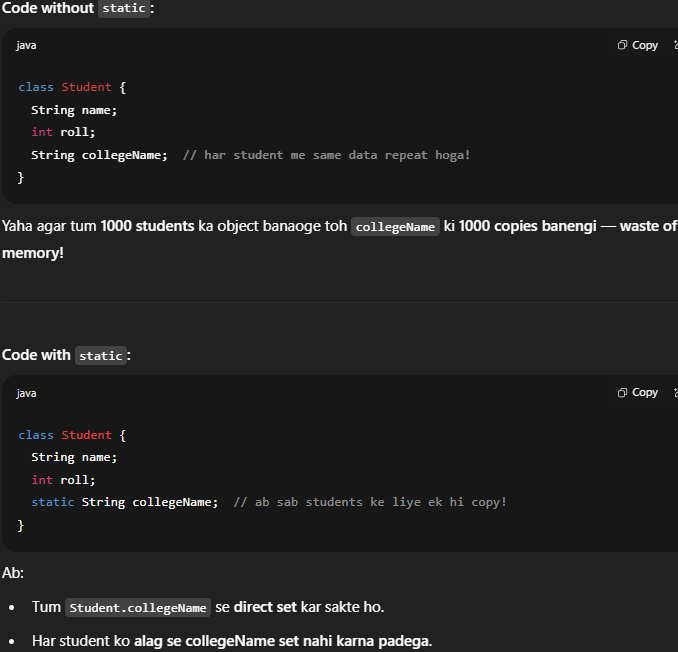 Code without static:
java
Copy
class Student {
String name;
int roll;
String collegeName; // har student me same data repeat hoga!
}
Yaha agar tum 1000 students ka object banaoge toh collegeName ki 1000 copies banengi — waste of
memory!
Code with static:
java
Copy
class Student {
String name;
int roll;
static String collegeName; // ab sab students ke liye ek hi copy!
}
Ab:
• Tum Student.collegeName se direct set kar sakte ho.
• Har student ko alag se collegeName set nahi karna padega.